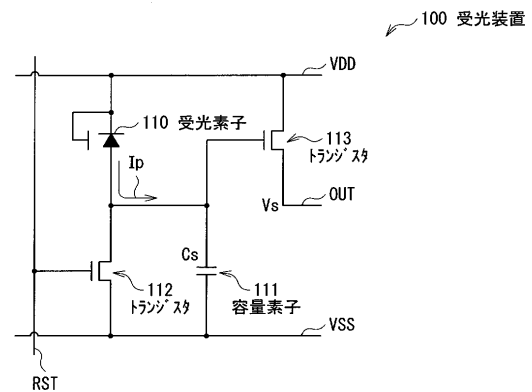 100 受光装置
VDD
110 受光素子
113
トランジスタ
Ip
OUT
Vs
Cs
112
トランジスタ
111
容量素子
VSS
RST